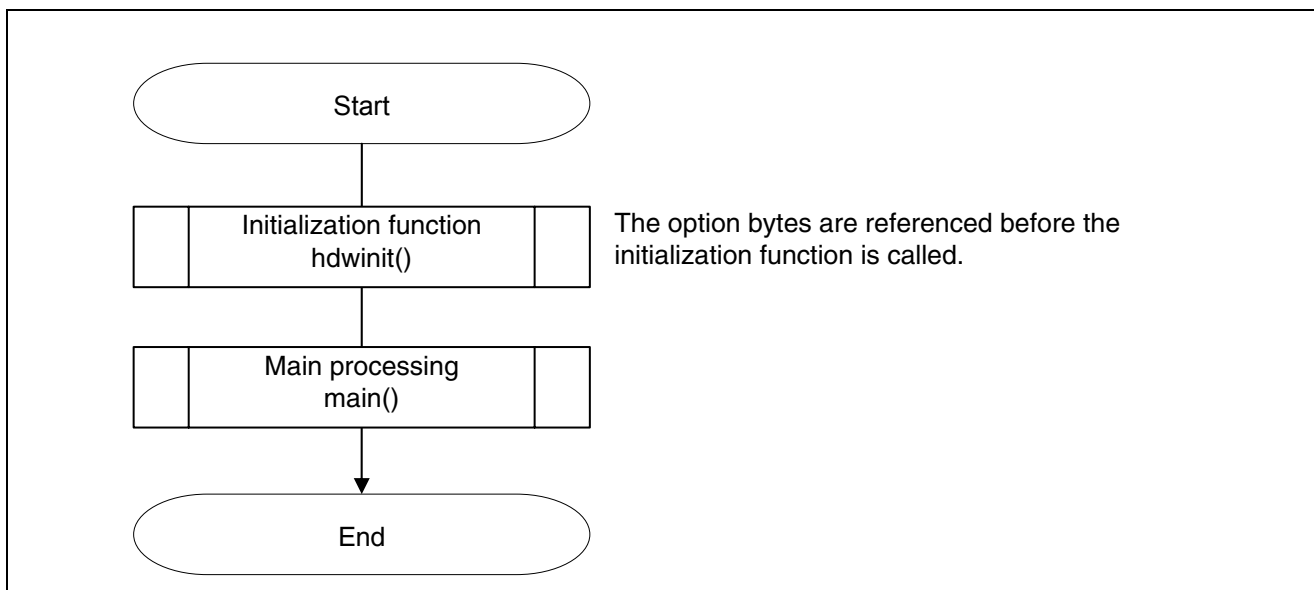 Start
Initialization function
hdwinit()
The option bytes are referenced before the
initialization function is called.
Main processing
main()
End